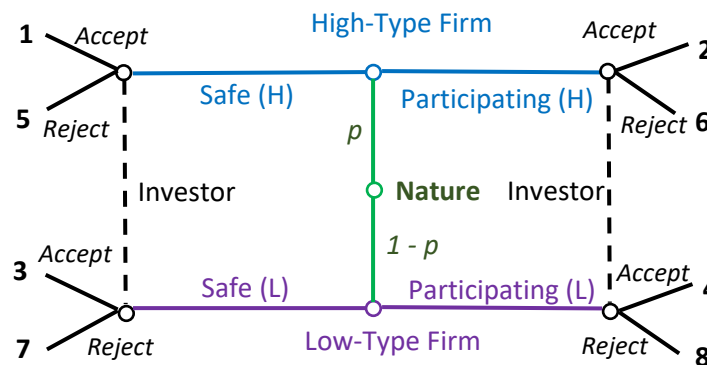 1 Accept High-Type Firm Accept 2
Safe (H) Participating (H)
5 Reject p Reject 6
Investor Nature Investor
1 - p
3 Accept Safe (L) Participating (L) Accept 4
7 Reject Low-Type Firm Reject 8